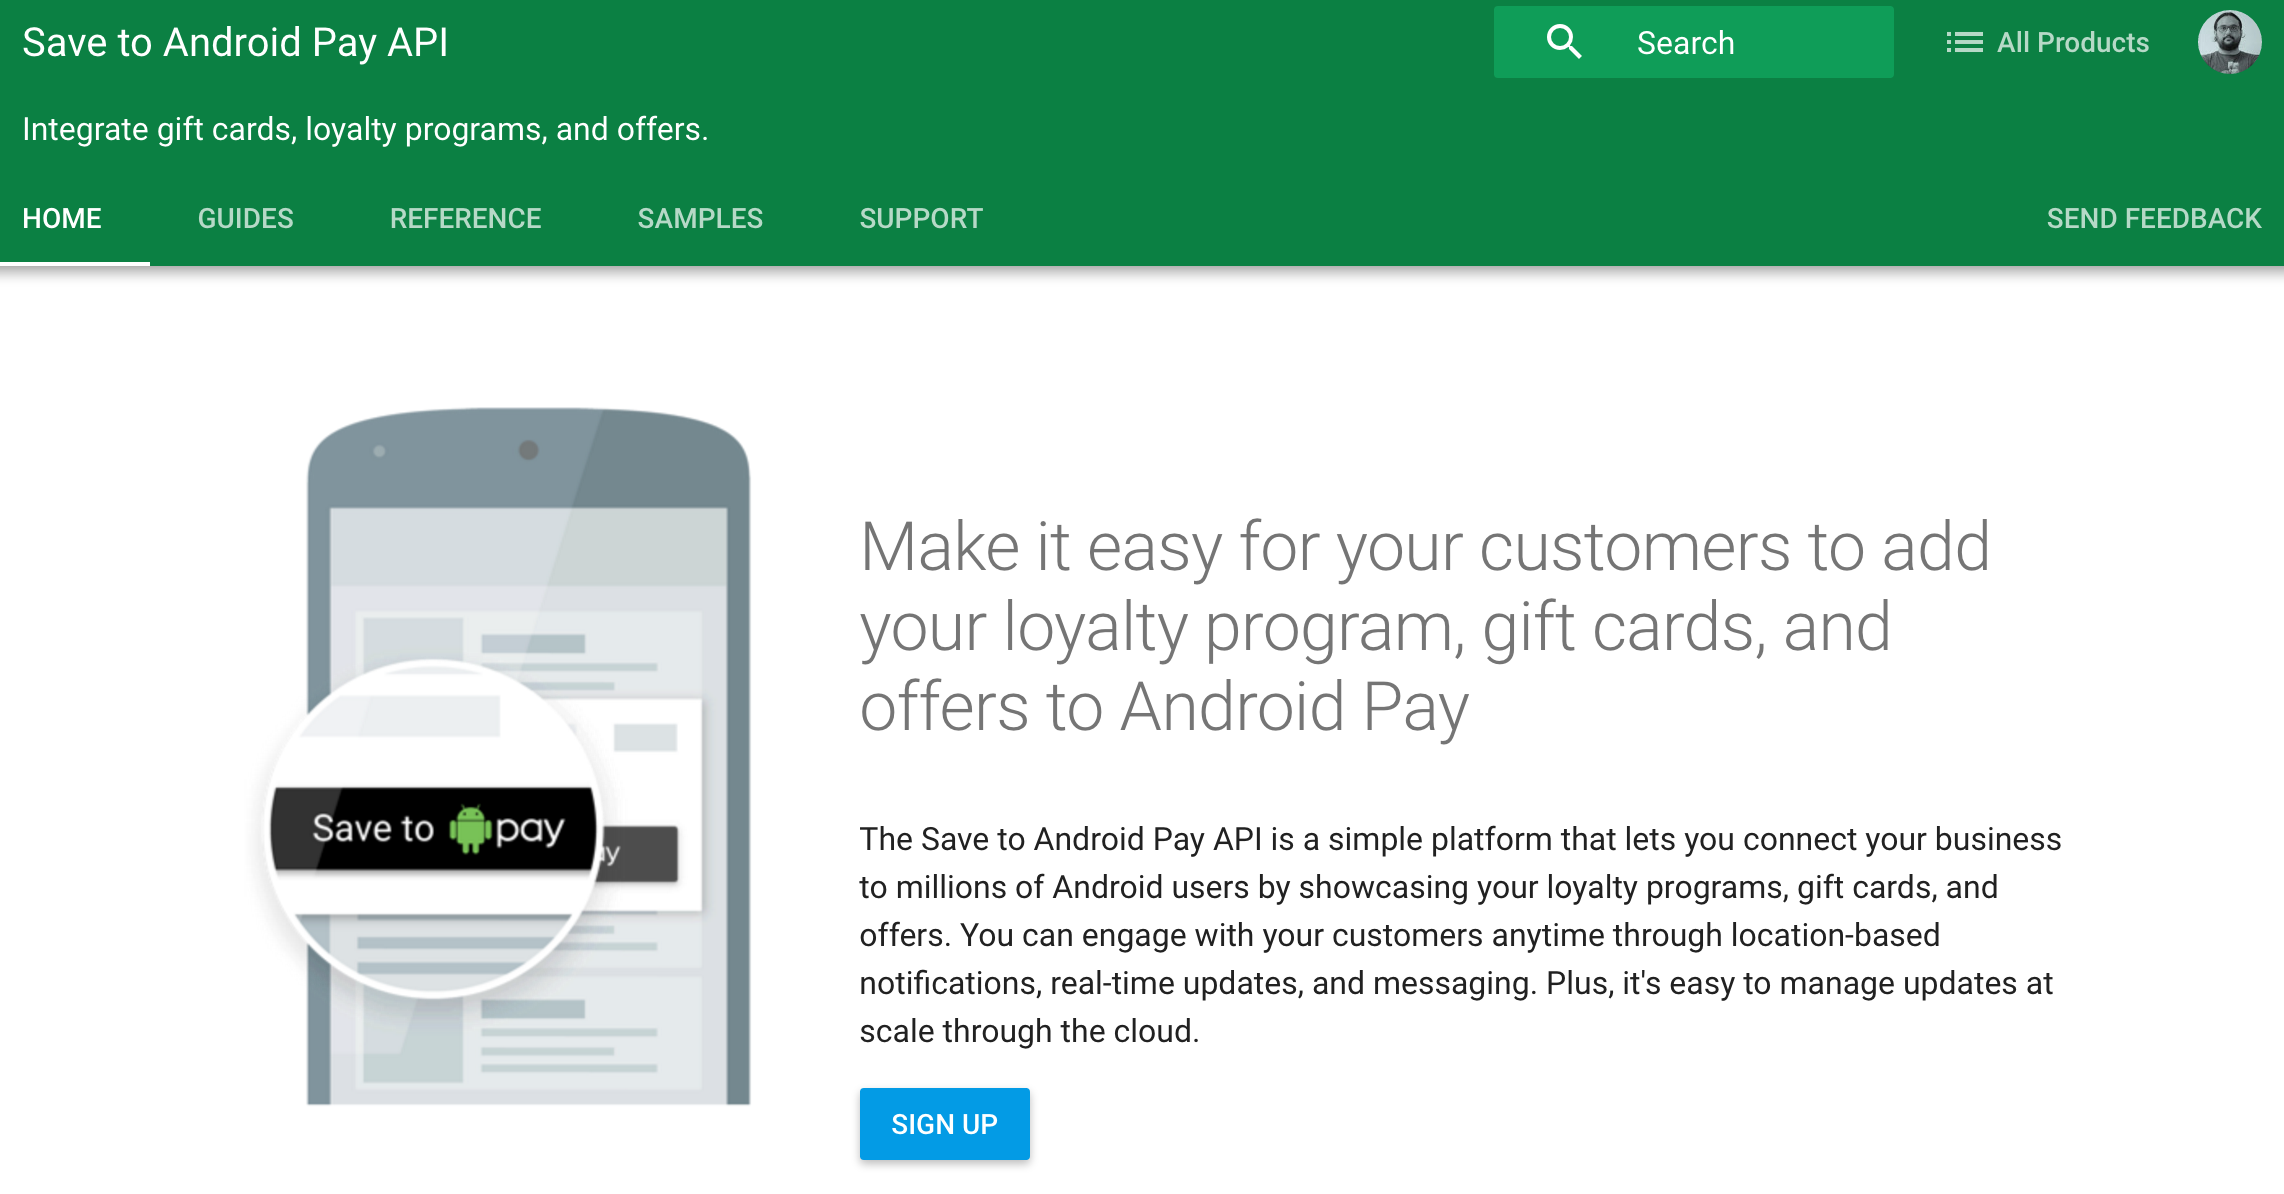 Save to Android Pay API
Search
All Products
Integrate gift cards, loyalty programs, and offers.
HOME
GUIDES
REFERENCE
SAMPLES
SUPPORT
SEND FEEDBACK
Make it easy for your customers to add
your loyalty program, gift cards, and
offers to Android Pay
Save to pay
The Save to Android Pay API is a simple platform that lets you connect your business
to millions of Android users by showcasing your loyalty programs, gift cards, and
offers. You can engage with your customers anytime through location-based
notifications, real-time updates, and messaging. Plus, it's easy to manage updates at
scale through the cloud.
SIGN UP